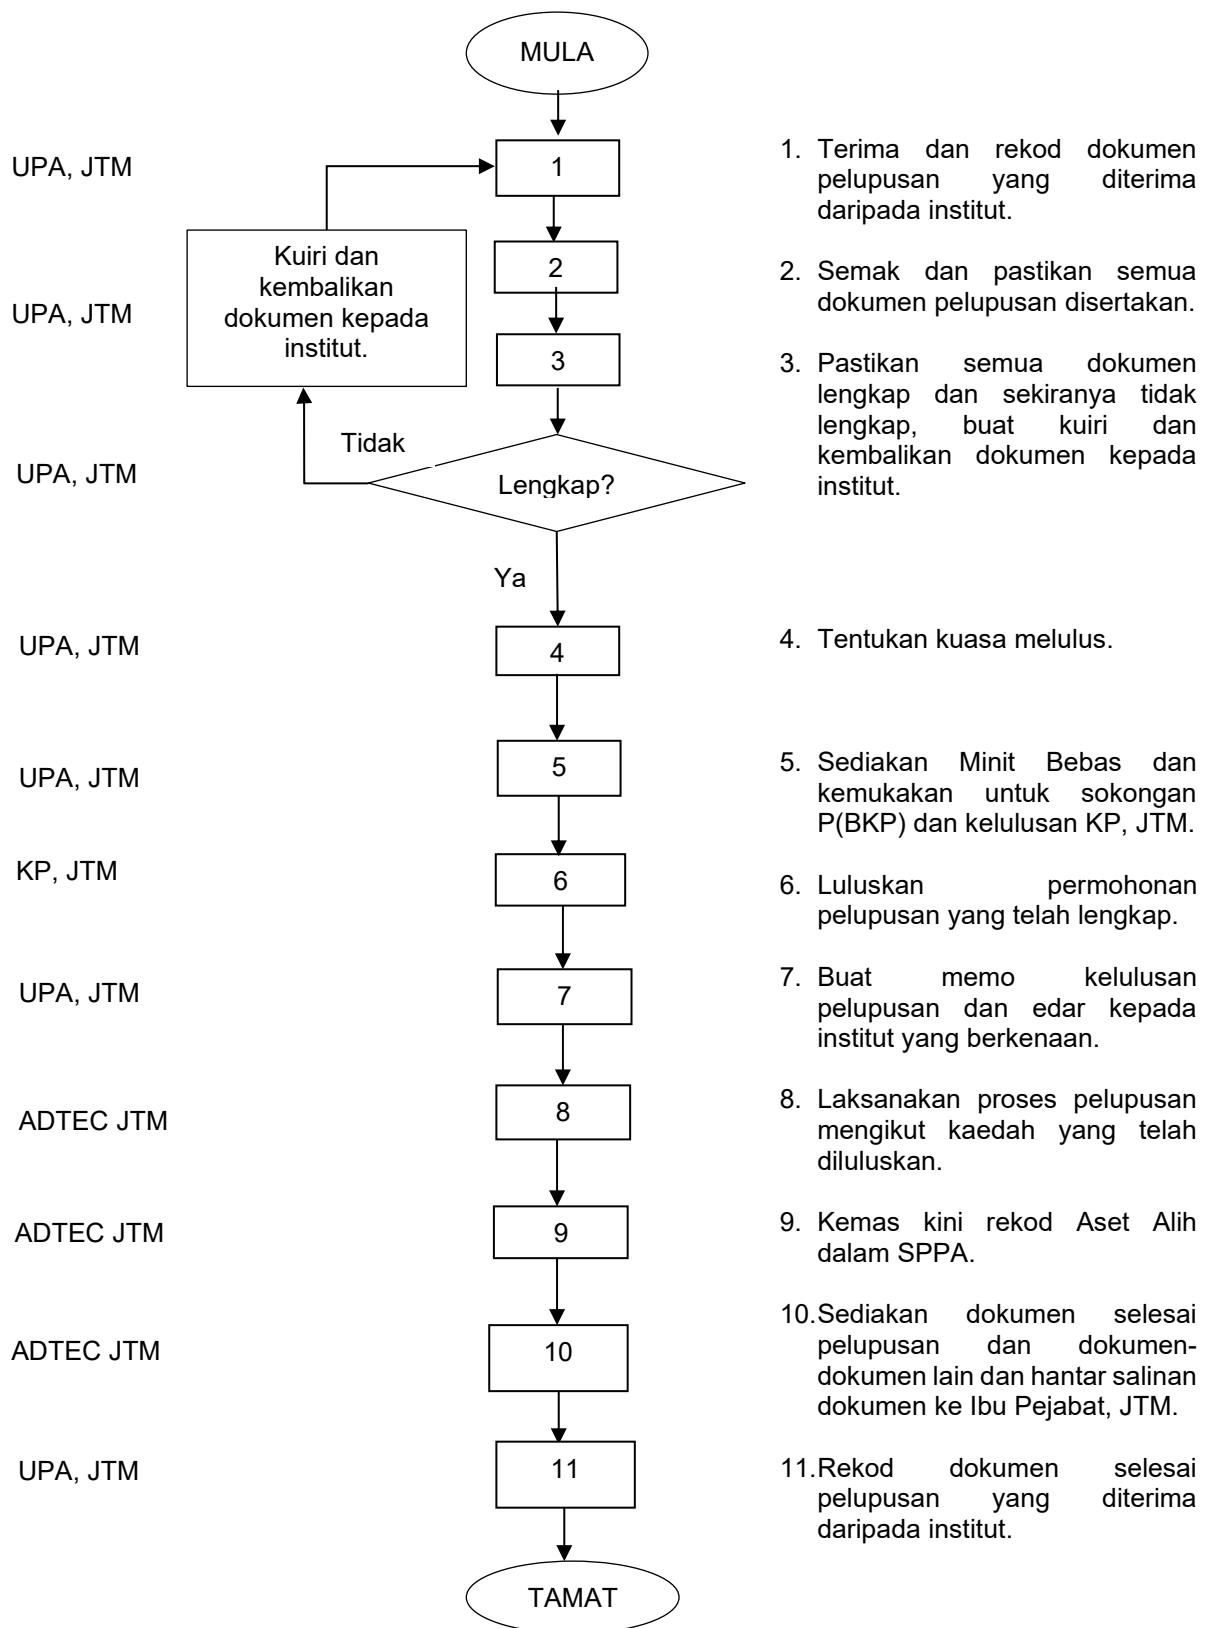 MULA
UPA, JTM
1
1. Terima dan rekod dokumen
pelupusan yang diterima
daripada institut.
Kuiri dan
kembalikan
dokumen kepada
institut.
2
2. Semak dan pastikan semua
dokumen pelupusan disertakan.
UPA, JTM
3
3. Pastikan semua dokumen
lengkap dan sekiranya tidak
lengkap, buat kuiri dan
kembalikan dokumen kepada
institut.
Tidak
UPA, JTM
Lengkap?
Ya
UPA, JTM
4
4. Tentukan kuasa melulus.
UPA, JTM
5
5. Sediakan Minit Bebas dan
kemukakan untuk sokongan
P(BKP) dan kelulusan KP, JTM.
KP, JTM
6
6. Luluskan permohonan
pelupusan yang telah lengkap.
UPA, JTM
7
7. Buat memo kelulusan
pelupusan dan edar kepada
institut yang berkenaan.
ADTEC JTM
8
8. Laksanakan proses pelupusan
mengikut kaedah yang telah
diluluskan.
ADTEC JTM
9
9. Kemas kini rekod Aset Alih
dalam SPPA.
ADTEC JTM
10
10.Sediakan dokumen selesai
pelupusan dan dokumen-
dokumen lain dan hantar salinan
dokumen ke Ibu Pejabat, JTM.
UPA, JTM
11
11.Rekod dokumen selesai
pelupusan yang diterima
daripada institut.
TAMAT